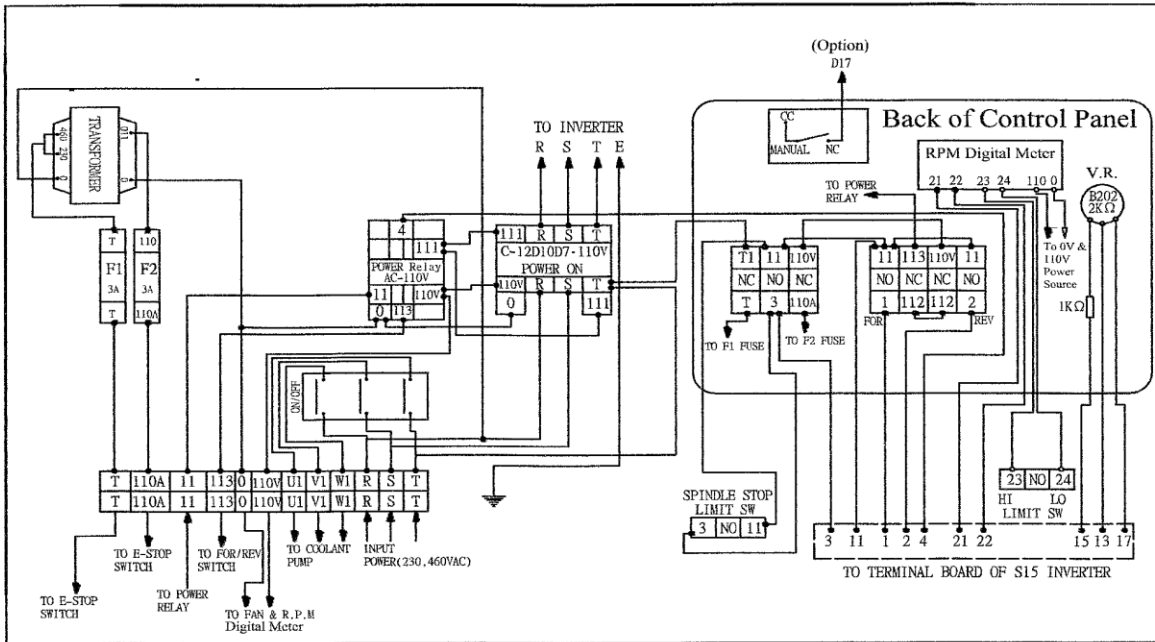 (Option)
D17
Back of Control Panel
CC
MANUAL NC
RPM Digital Meter
21 22 23 24 110 0
V.R.
B202
2KΩ
TO POWER
RELAY
To 0V &
110V
Power
Source
1KΩ
TRANSFORMER
460 230 0
110 0
T
F1
3A
T
110
F2
3A
110A
TO INVERTER
R S T E
4
111
POWER Relay
AC-110V
11 110V
0 113
111 R S T
C-12D10D7-110V
POWER ON
110V R S T
0 111
T1 11 110V
NC NO NC
T 3 110A
TO F1 FUSE
TO F2 FUSE
11 113 110V 11
NO NC NC NO
1 112 112 2
FOR
REV
ON/OFF
T 110A 11 113 0 110V U1 V1 W1 R S T
T 110A 11 113 0 110V U1 V1 W1 R S T
TO E-STOP
SWITCH
TO E-STOP
SWITCH
TO POWER
RELAY
TO FOR/REV
SWITCH
TO FAN & R.P.M
Digital Meter
TO COOLANT
PUMP
INPUT
POWER(230,460VAC)
SPINDLE STOP
LIMIT SW
3 NO 11
23 NO 24
HI LO
LIMIT SW
3 11 1 2 4 21 22 15 13 17
TO TERMINAL BOARD OF S15 INVERTER